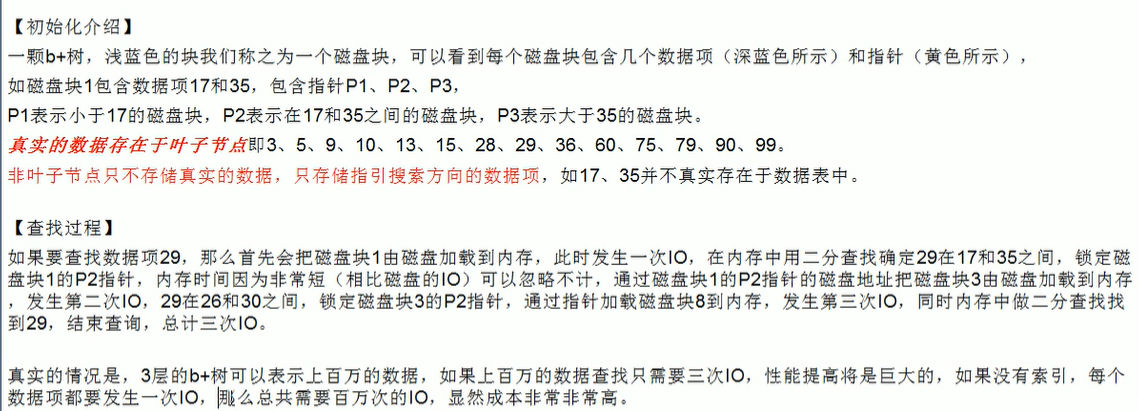 【初始化介绍】
一颗b+树，浅蓝色的块我们称之为一个磁盘块，可以看到每个磁盘块包含几个数据项（深蓝色所示）和指针（黄色所示），
如磁盘块1包含数据项17和35，包含指针P1、P2、P3，
P1表示小于17的磁盘块，P2表示在17和35之间的磁盘块，P3表示大于35的磁盘块。
真实的数据存在于叶子节点即3、5、9、10、13、15、28、29、36、60、75、79、90、99。
非叶子节点只不存储真实的数据，只存储指引搜索方向的数据项，如17、35并不真实存在于数据表中。
【查找过程】
如果要查找数据项29，那么首先会把磁盘块1由磁盘加载到内存，此时发生一次IO，在内存中用二分查找确定29在17和35之间，锁定磁
盘块1的P2指针，内存时间因为非常短（相比磁盘的IO）可以忽略不计，通过磁盘块1的P2指针的磁盘地址把磁盘块3由磁盘加载到内存
，发生第二次IO，29在26和30之间，锁定磁盘块3的P2指针，通过指针加载磁盘块8到内存，发生第三次IO，同时内存中做二分查找找
到29，结束查询，总计三次IO。
真实的情况是，3层的b+树可以表示上百万的数据，如果上百万的数据查找只需要三次IO，性能提高将是巨大的，如果没有索引，每个
数据项都要发生一次IO，那么总共需要百万次的IO，显然成本非常非常高。